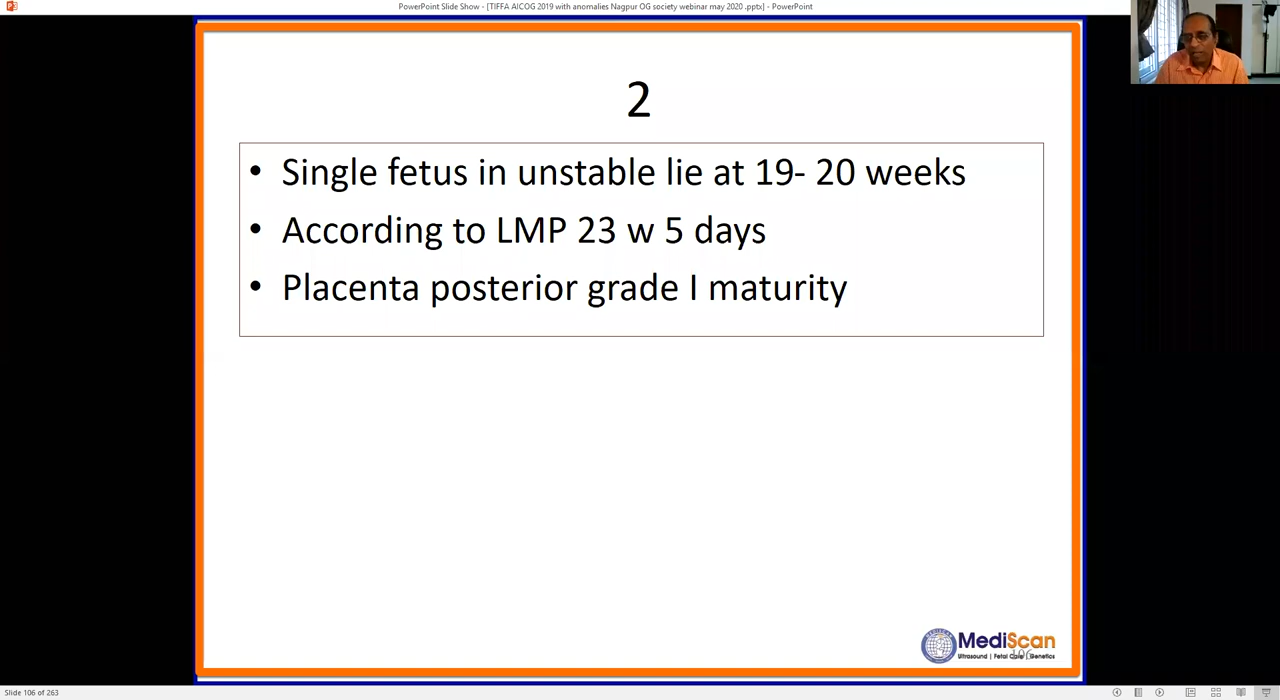 PowerPoint Slide Show - [TIFFA AICOG 2019 with anomalies Nagpur OG society webinar may 2020 .pptx] - PowerPoint
2
• Single fetus in unstable lie at 19- 20 weeks
• According to LMP 23 w 5 days
• Placenta posterior grade I maturity
MediScan
Ultrasound | Fetal Care | Genetics
106
Slide 106 of 263